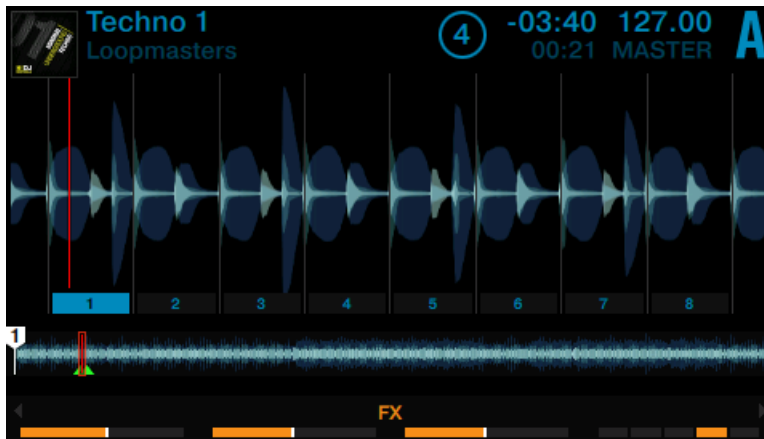 Techno 1
Loopmasters
4
-03:40 127.00 A
00:21 MASTER
1 2 3 4 5 6 7 8
1
FX